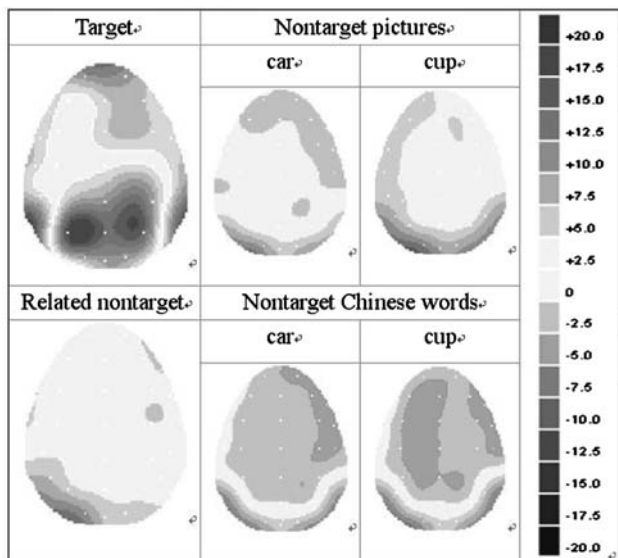 Target
Nontarget pictures
car
cup
Related nontarget
Nontarget Chinese words
car
cup
+20.0
+17.5
+12.5
+10.0
+7.5
+5.0
+2.5
0
-2.5
-5.0
-7.5
-10.0
-12.5
-15.0
-17.5
-20.0